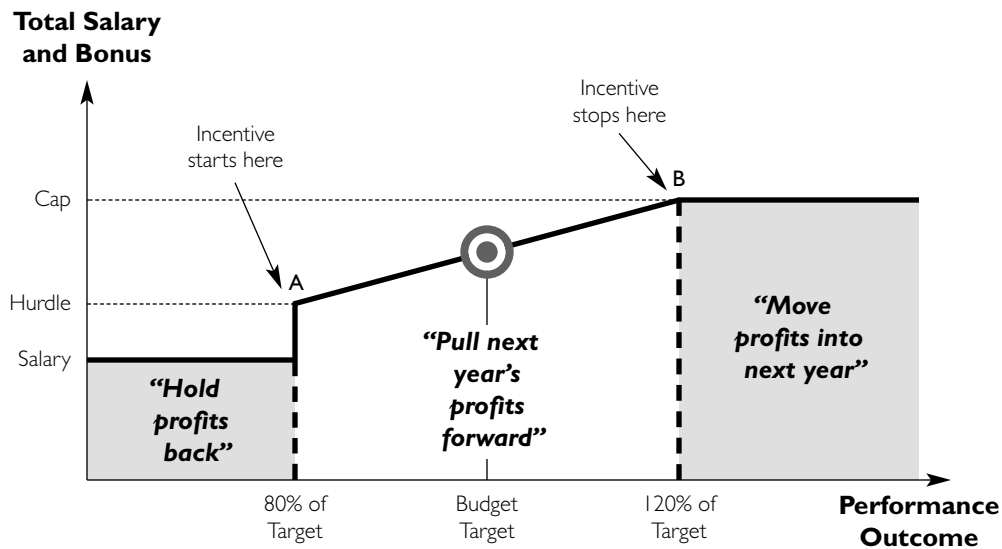 Total Salary
and Bonus
Incentive
starts here
Incentive
stops here
Cap
B
A
Hurdle
Salary
“Hold
profits
back”
“Pull next
year’s
profits
forward”
“Move
profits into
next year”
80% of
Target
Budget
Target
120% of
Target
Performance
Outcome